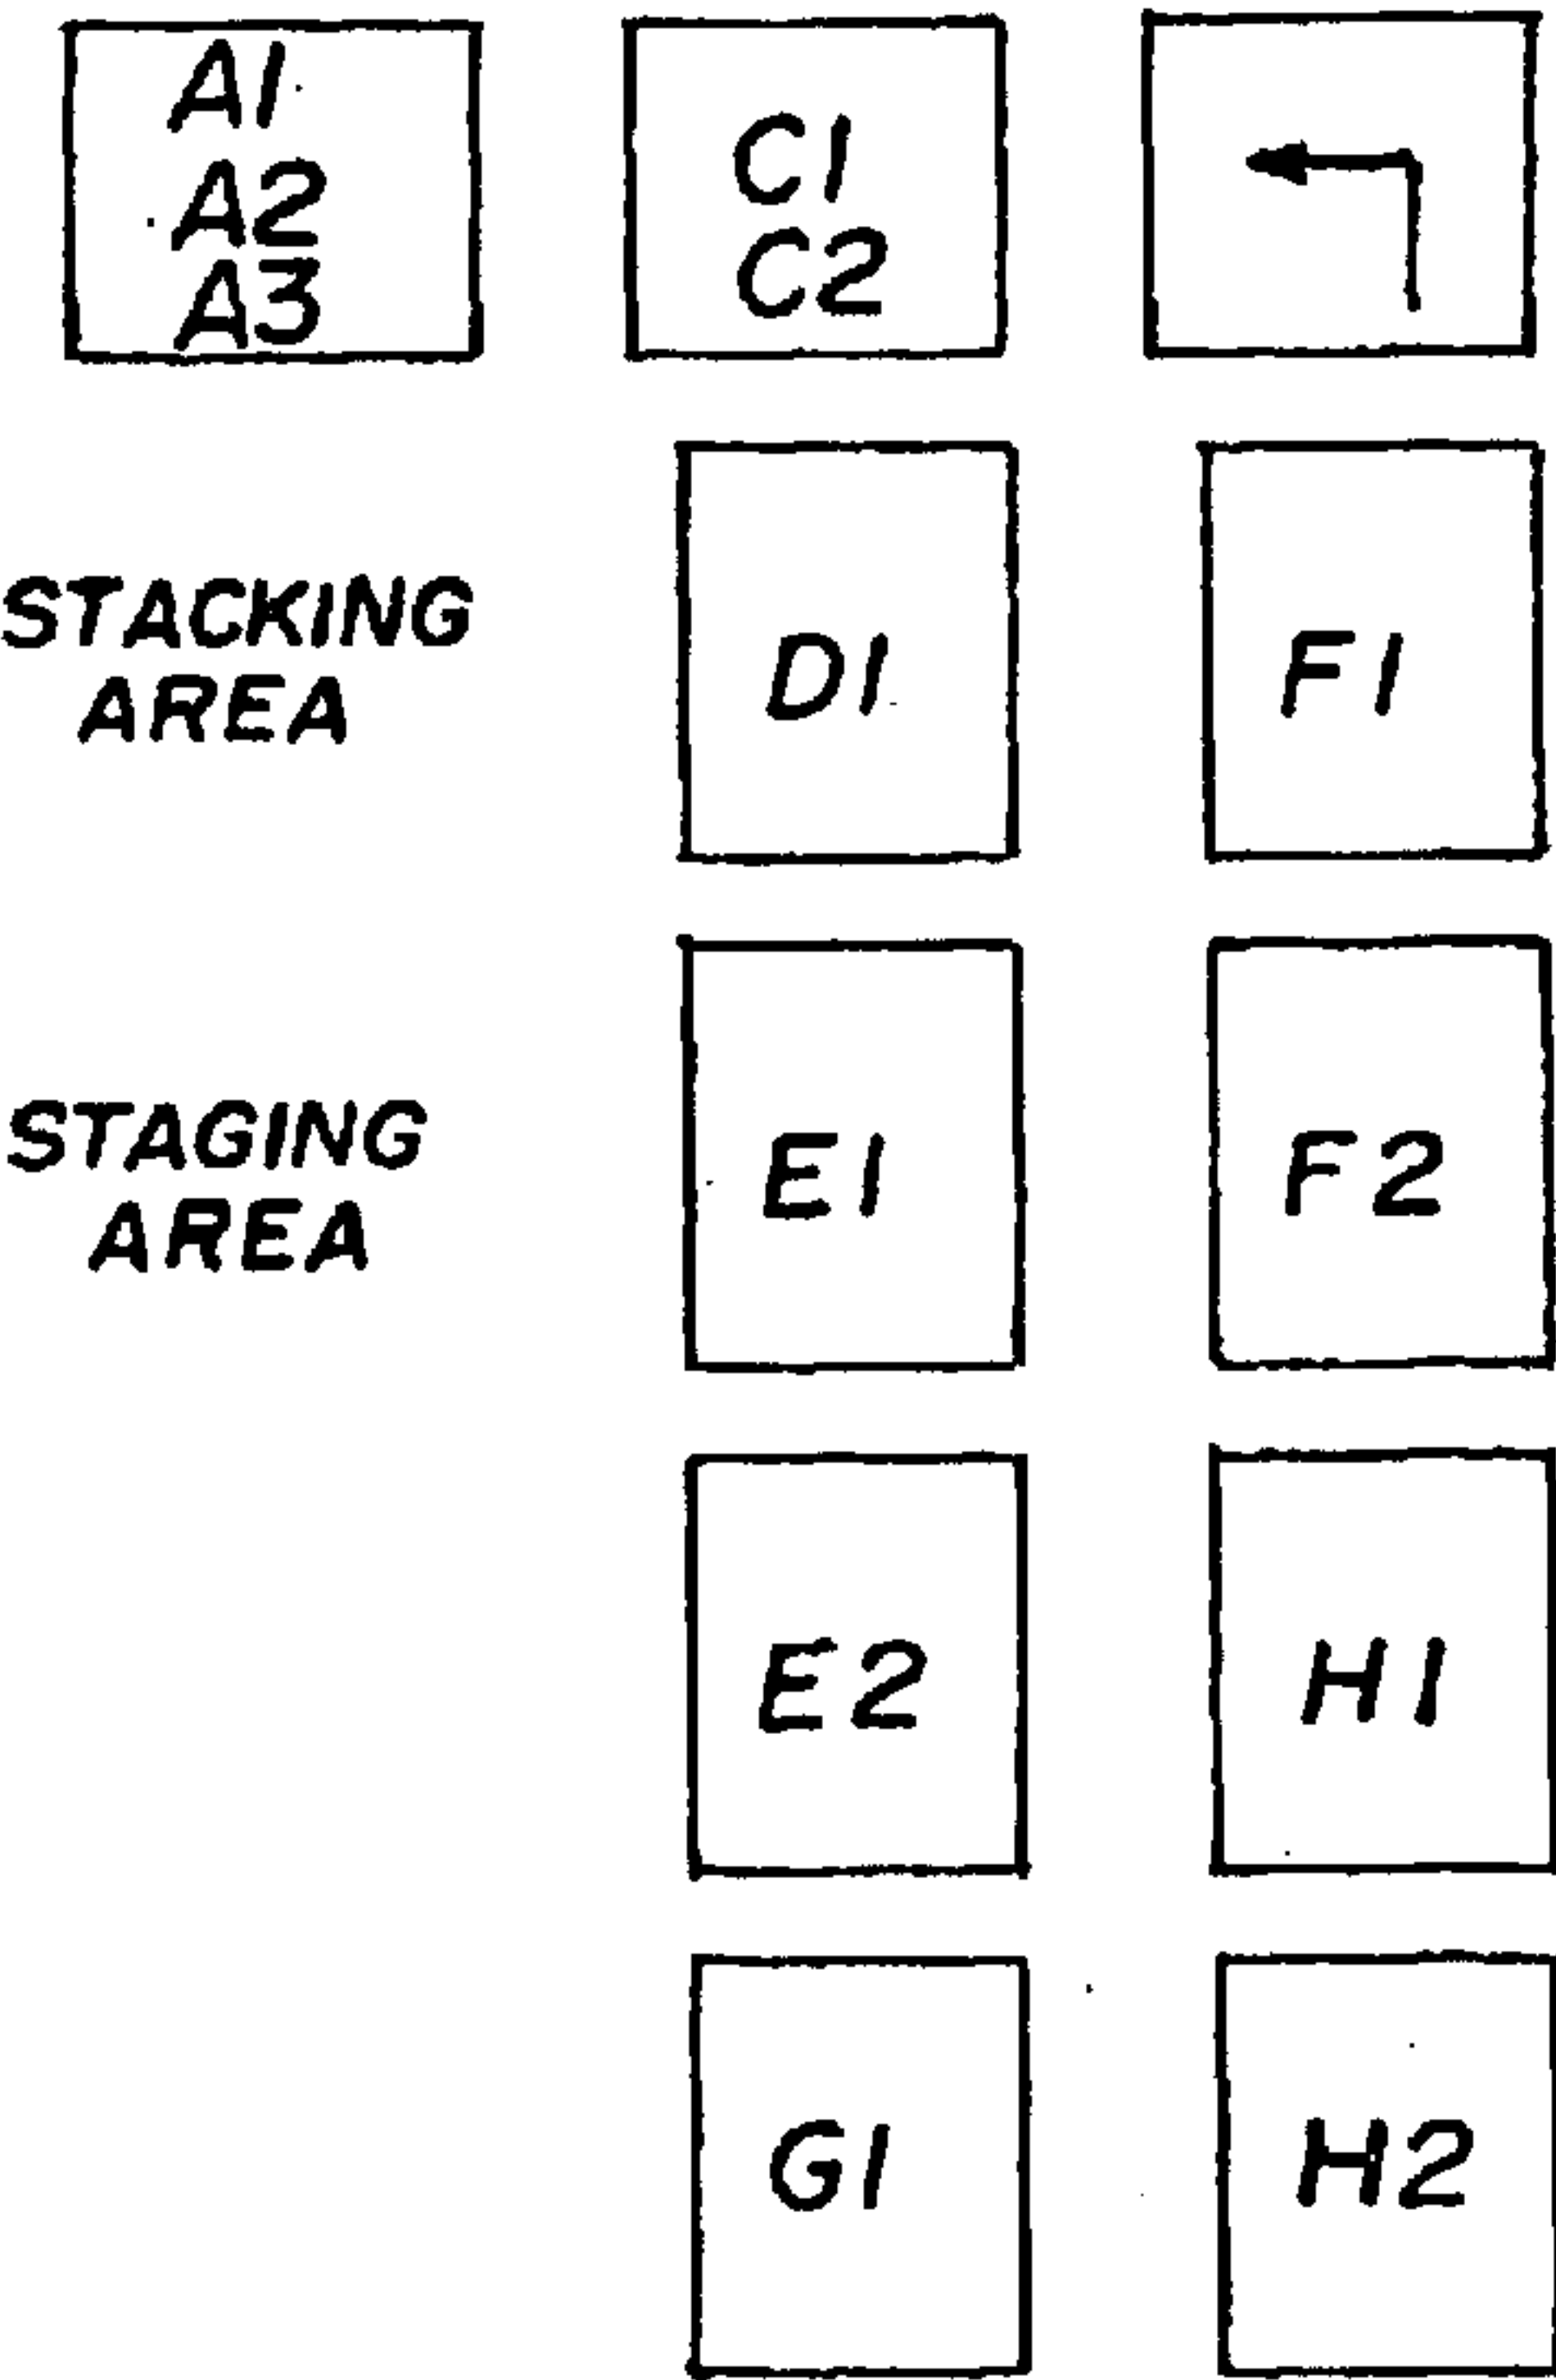 A1
A2
A3
C1
C2
STACKING
AREA
D1
F1
STAGING
AREA
E1
F2
E2
H1
G1
H2